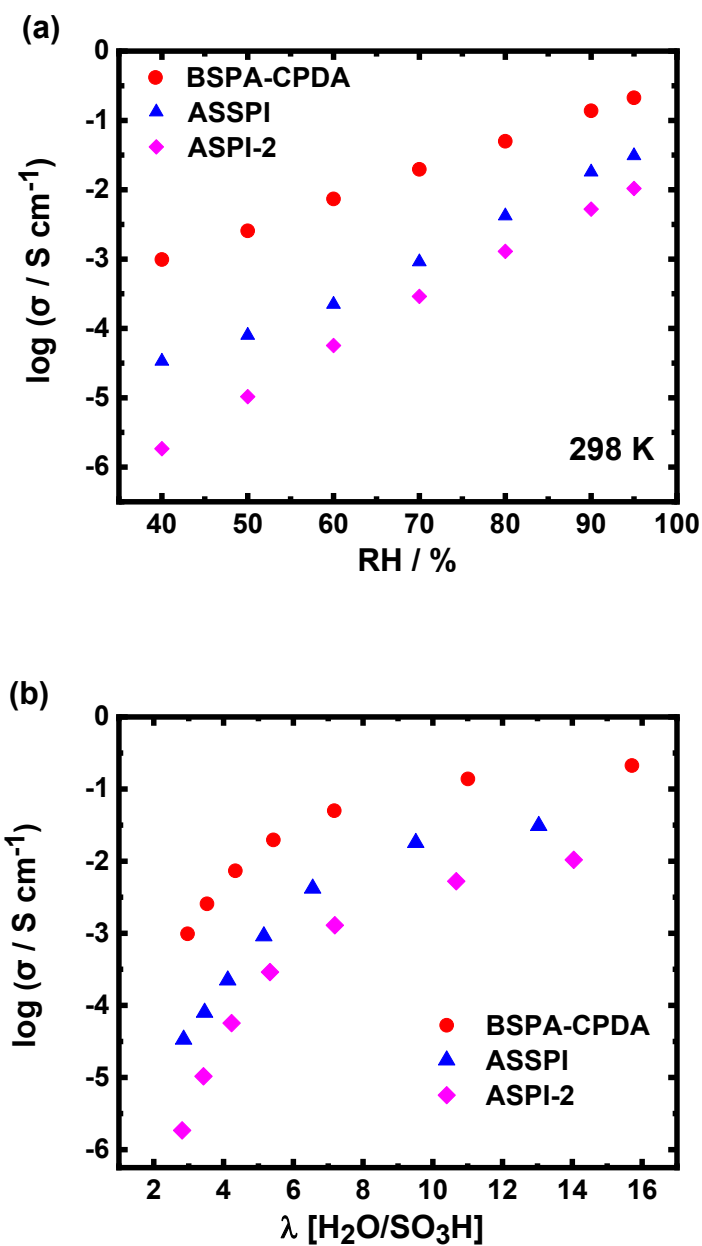 (a)
0
-1
-2
-3
-4
-5
-6
log (σ / S cm⁻¹)
BSPA-CPDA
ASSPI
ASPI-2
298 K
40 50 60 70 80 90 100
RH / %
(b)
0
-1
-2
-3
-4
-5
-6
log (σ / S cm⁻¹)
BSPA-CPDA
ASSPI
ASPI-2
2 4 6 8 10 12 14 16
λ [H₂O/SO₃H]